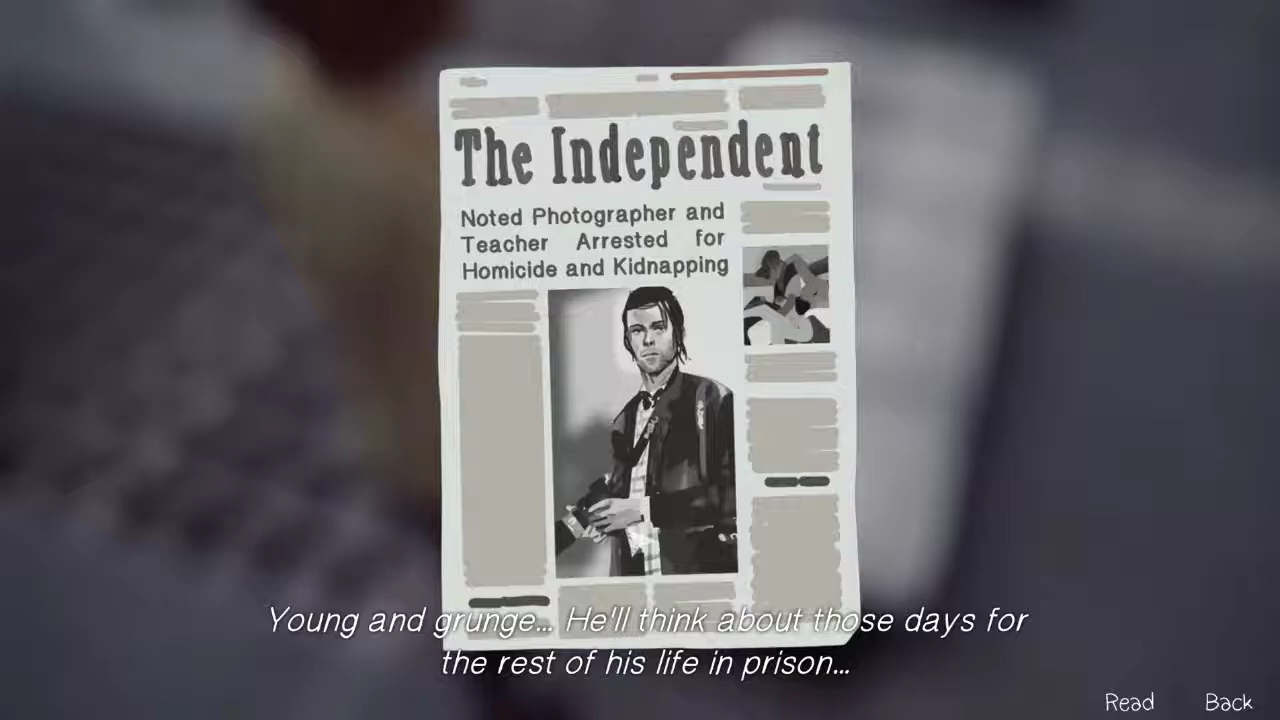 The Independent
Noted Photographer and
Teacher Arrested for
Homicide and Kidnapping
Young and grunge... He'll think about those days for
the rest of his life in prison...
Read
Back